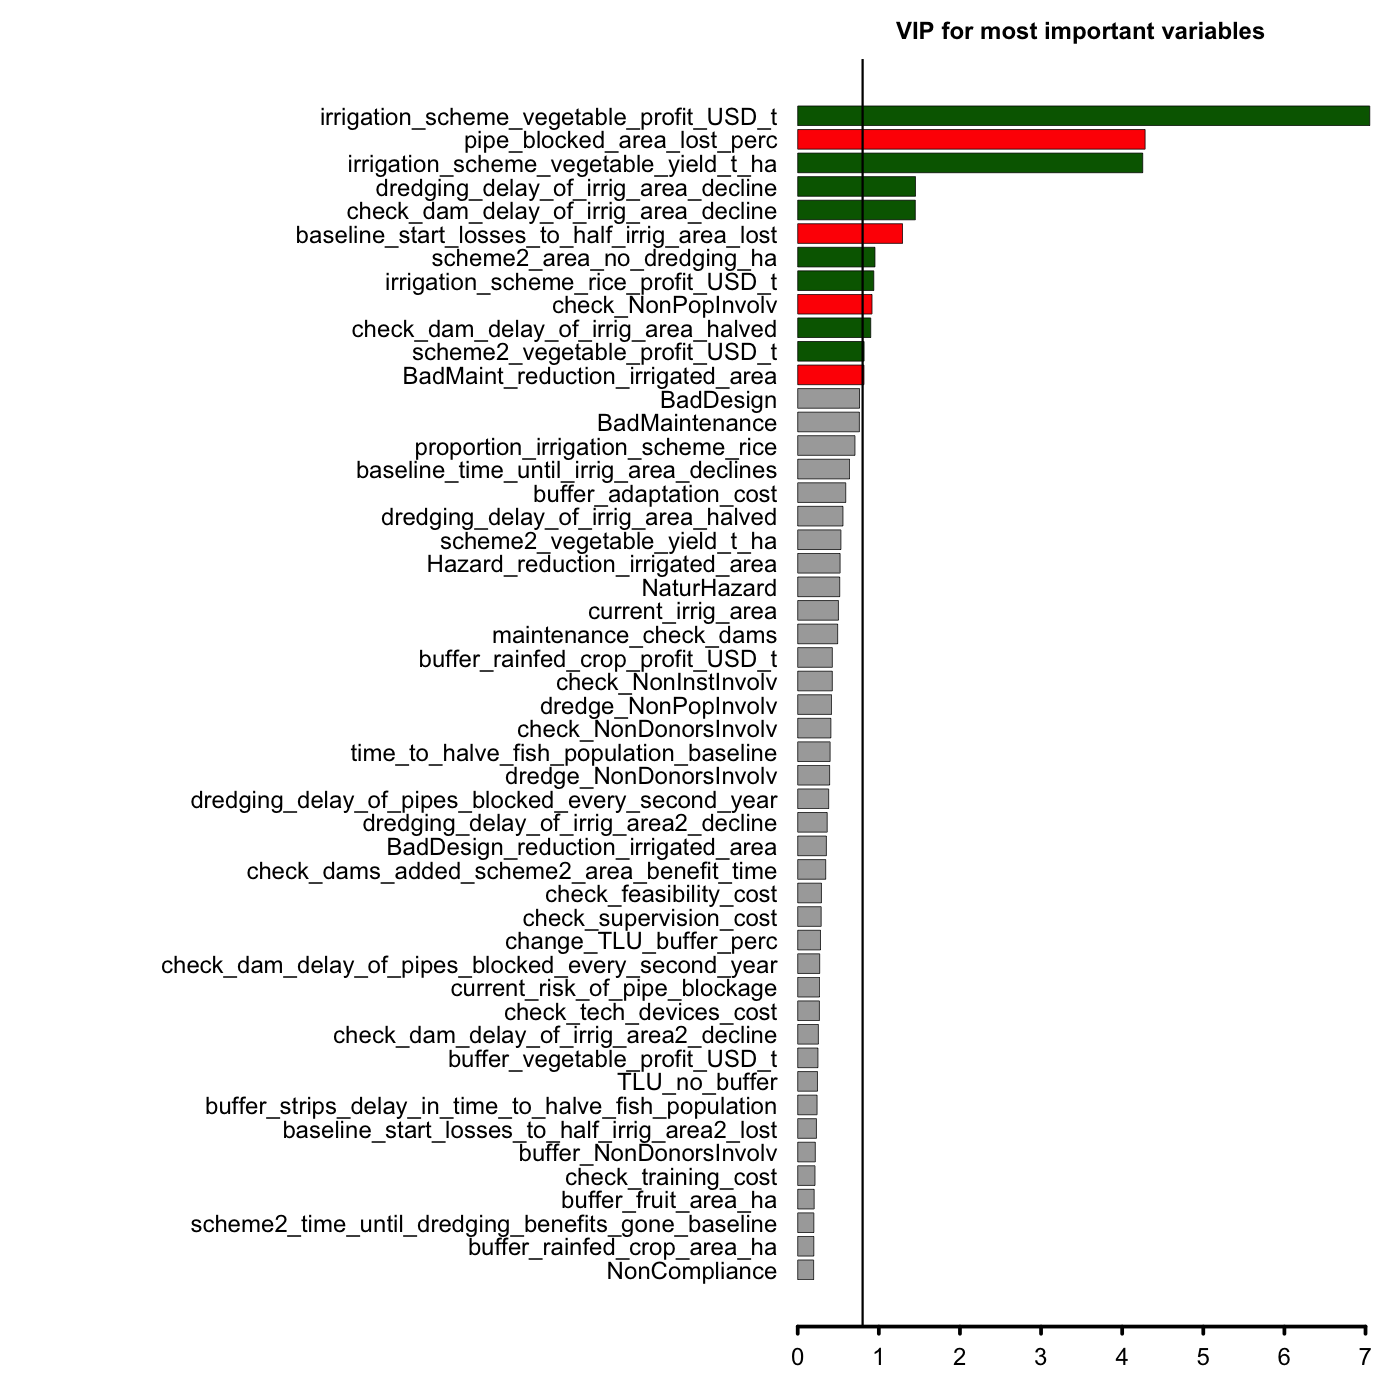 VIP for most important variables
irrigation_scheme_vegetable_profit_USD_t
pipe_blocked_area_lost_perc
irrigation_scheme_vegetable_yield_t_ha
dredging_delay_of_irrig_area_decline
check_dam_delay_of_irrig_area_decline
baseline_start_losses_to_half_irrig_area_lost
scheme2_area_no_dredging_ha
irrigation_scheme_rice_profit_USD_t
check_NonPopInvolv
check_dam_delay_of_irrig_area_halved
scheme2_vegetable_profit_USD_t
BadMaint_reduction_irrigated_area
BadDesign
BadMaintenance
proportion_irrigation_scheme_rice
baseline_time_until_irrig_area_declines
buffer_adaptation_cost
dredging_delay_of_irrig_area_halved
scheme2_vegetable_yield_t_ha
Hazard_reduction_irrigated_area
NaturHazard
current_irrig_area
maintenance_check_dams
buffer_rainfed_crop_profit_USD_t
check_NonInstInvolv
dredge_NonPopInvolv
check_NonDonorsInvolv
time_to_halve_fish_population_baseline
dredge_NonDonorsInvolv
dredging_delay_of_pipes_blocked_every_second_year
dredging_delay_of_irrig_area2_decline
BadDesign_reduction_irrigated_area
check_dams_added_scheme2_area_benefit_time
check_feasibility_cost
check_supervision_cost
change_TLU_buffer_perc
check_dam_delay_of_pipes_blocked_every_second_year
current_risk_of_pipe_blockage
check_tech_devices_cost
check_dam_delay_of_irrig_area2_decline
buffer_vegetable_profit_USD_t
TLU_no_buffer
buffer_strips_delay_in_time_to_halve_fish_population
baseline_start_losses_to_half_irrig_area2_lost
buffer_NonDonorsInvolv
check_training_cost
buffer_fruit_area_ha
scheme2_time_until_dredging_benefits_gone_baseline
buffer_rainfed_crop_area_ha
NonCompliance
0 1 2 3 4 5 6 7